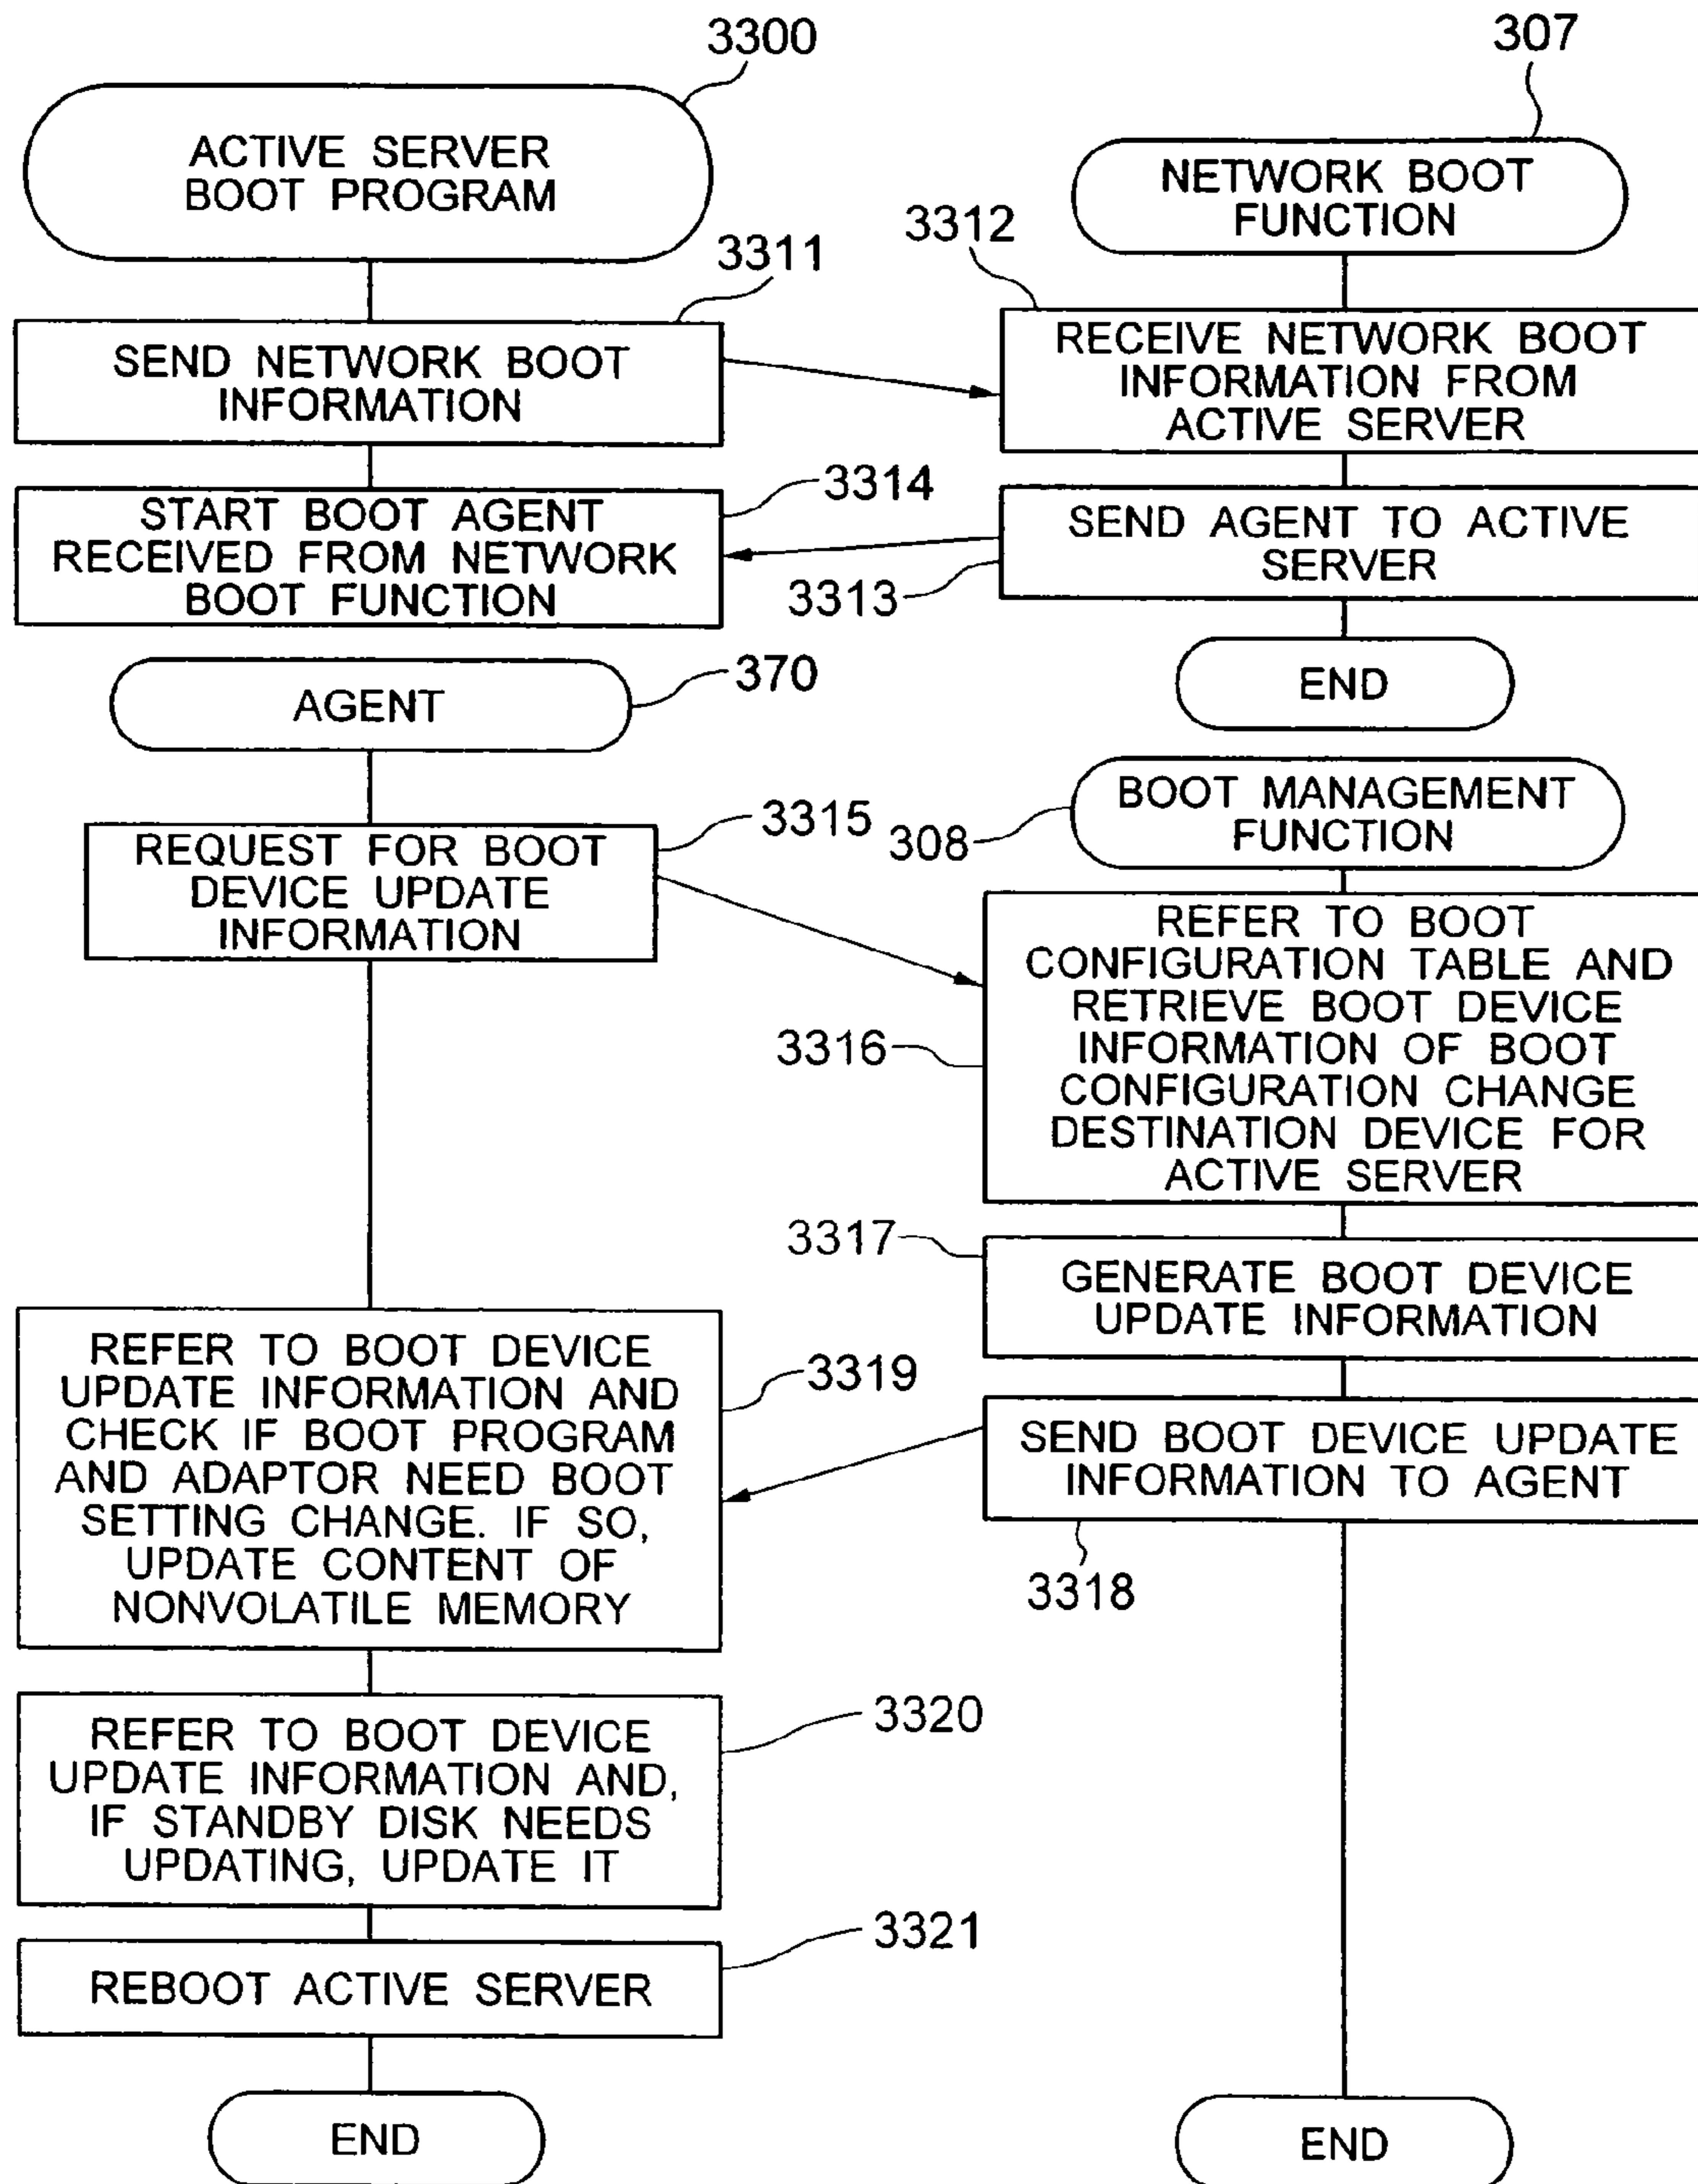 3300
ACTIVE SERVER
BOOT PROGRAM
3311
SEND NETWORK BOOT
INFORMATION
3314
START BOOT AGENT
RECEIVED FROM NETWORK
BOOT FUNCTION
307
NETWORK BOOT
FUNCTION
3312
RECEIVE NETWORK BOOT
INFORMATION FROM
ACTIVE SERVER
3313
SEND AGENT TO ACTIVE
SERVER
END
370
AGENT
3315
REQUEST FOR BOOT
DEVICE UPDATE
INFORMATION
308
BOOT MANAGEMENT
FUNCTION
3316
REFER TO BOOT
CONFIGURATION TABLE AND
RETRIEVE BOOT DEVICE
INFORMATION OF BOOT
CONFIGURATION CHANGE
DESTINATION DEVICE FOR
ACTIVE SERVER
3317
GENERATE BOOT DEVICE
UPDATE INFORMATION
SEND BOOT DEVICE UPDATE
INFORMATION TO AGENT
3318
3319
REFER TO BOOT DEVICE
UPDATE INFORMATION AND
CHECK IF BOOT PROGRAM
AND ADAPTOR NEED BOOT
SETTING CHANGE. IF SO,
UPDATE CONTENT OF
NONVOLATILE MEMORY
3320
REFER TO BOOT DEVICE
UPDATE INFORMATION AND,
IF STANDBY DISK NEEDS
UPDATING, UPDATE IT
3321
REBOOT ACTIVE SERVER
END
END